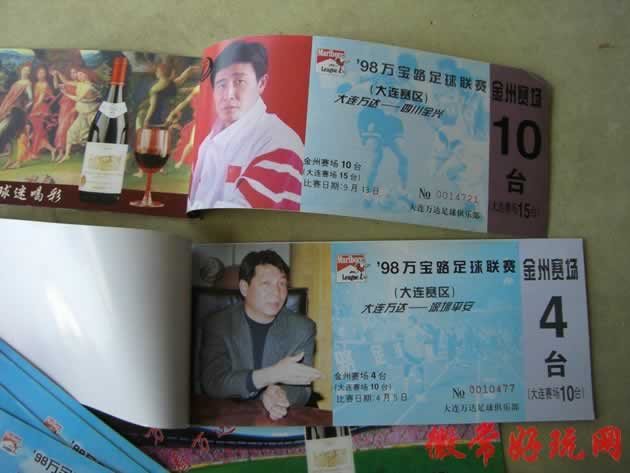 Marlboro
League
'98万宝路足球联赛
(大连赛区)
大连万达——四川全兴
金州赛场10台
(大连赛场15台)
比赛日期:9月13日
No 0014721
大连万达足球俱乐部
金州赛场
10
台
(大连赛场15台)
球迷喝彩
Marlboro
League
'98万宝路足球联赛
(大连赛区)
大连万达——深圳平安
金州赛场4台
(大连赛场10台)
比赛日期:4月5日
No 0010477
大连万达足球俱乐部
金州赛场
4
台
(大连赛场10台)
'98万宝
微常好玩网